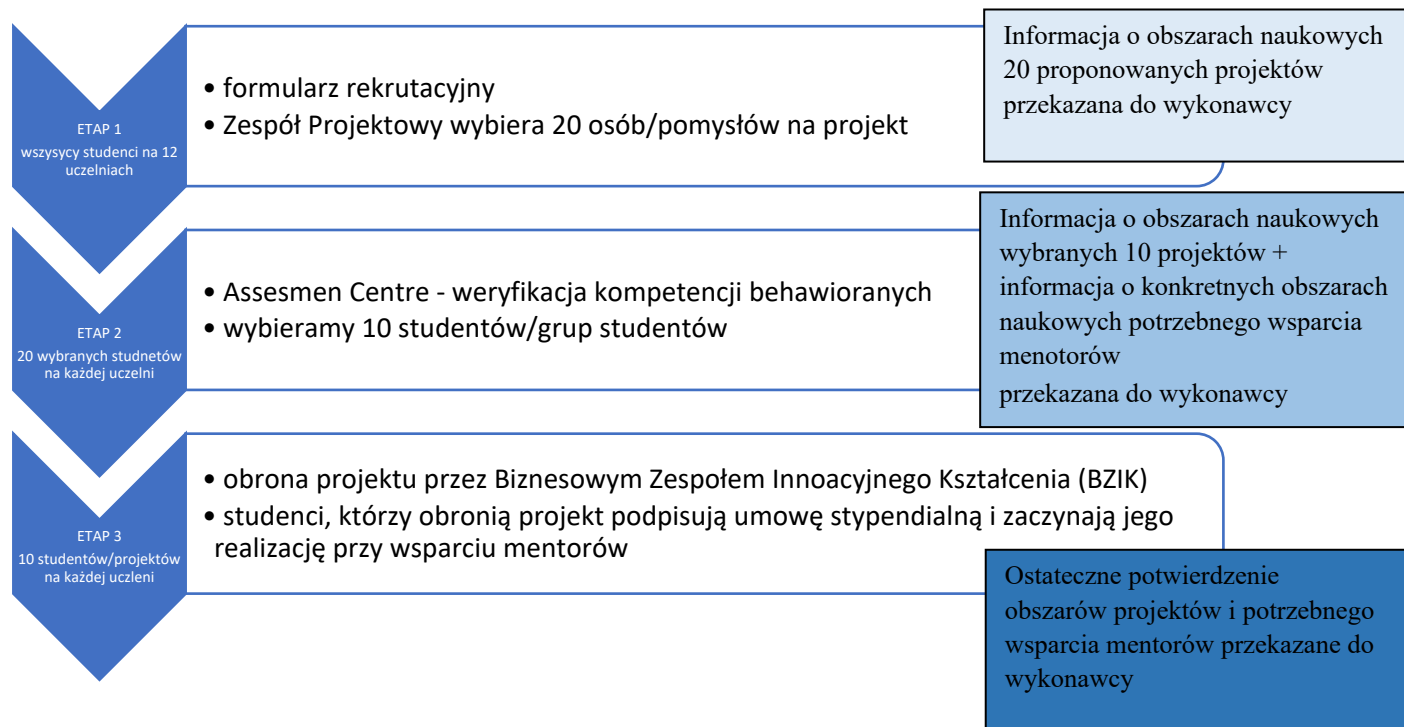 ETAP 1
wszysycy studenci na 12
uczelniach
• formularz rekrutacyjny
• Zespół Projektowy wybiera 20 osób/pomysłów na projekt
Informacja o obszarach naukowych
20 proponowanych projektów
przekazana do wykonawcy
ETAP 2
20 wybranych studnetów
na każdej uczelni
• Assesmen Centre - weryfikacja kompetencji behawioranych
• wybieramy 10 studentów/grup studentów
Informacja o obszarach naukowych
wybranych 10 projektów +
informacja o konkretnych obszarach
naukowych potrzebnego wsparcia
menotorów
przekazana do wykonawcy
ETAP 3
10 studentów/projektów
na każdej uczleni
• obrona projektu przez Biznesowym Zespołem Innoacyjnego Kształcenia (BZIK)
• studenci, którzy obronią projekt podpisują umowę stypendialną i zaczynają jego
realizację przy wsparciu mentorów
Ostateczne potwierdzenie
obszarów projektów i potrzebnego
wsparcia mentorów przekazane do
wykonawcy